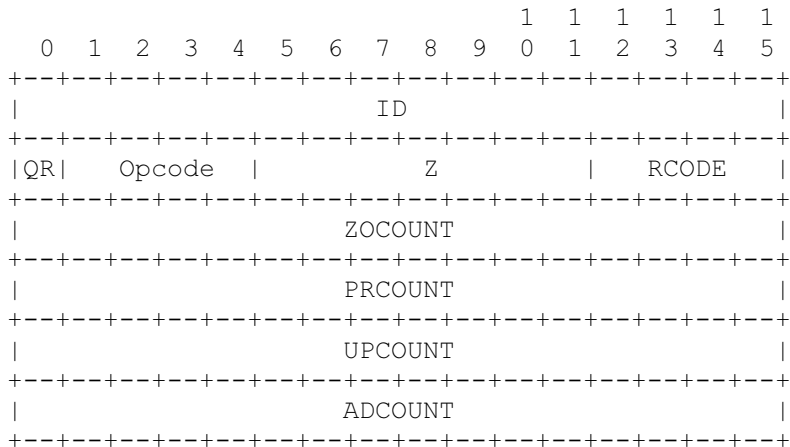 1 1 1 1 1 1
0 1 2 3 4 5 6 7 8 9 0 1 2 3 4 5
+--+--+--+--+--+--+--+--+--+--+--+--+--+--+--+--+
| ID |
+--+--+--+--+--+--+--+--+--+--+--+--+--+--+--+--+
|QR| Opcode | Z | RCODE |
+--+--+--+--+--+--+--+--+--+--+--+--+--+--+--+--+
| ZOCOUNT |
+--+--+--+--+--+--+--+--+--+--+--+--+--+--+--+--+
| PRCOUNT |
+--+--+--+--+--+--+--+--+--+--+--+--+--+--+--+--+
| UPCOUNT |
+--+--+--+--+--+--+--+--+--+--+--+--+--+--+--+--+
| ADCOUNT |
+--+--+--+--+--+--+--+--+--+--+--+--+--+--+--+--+